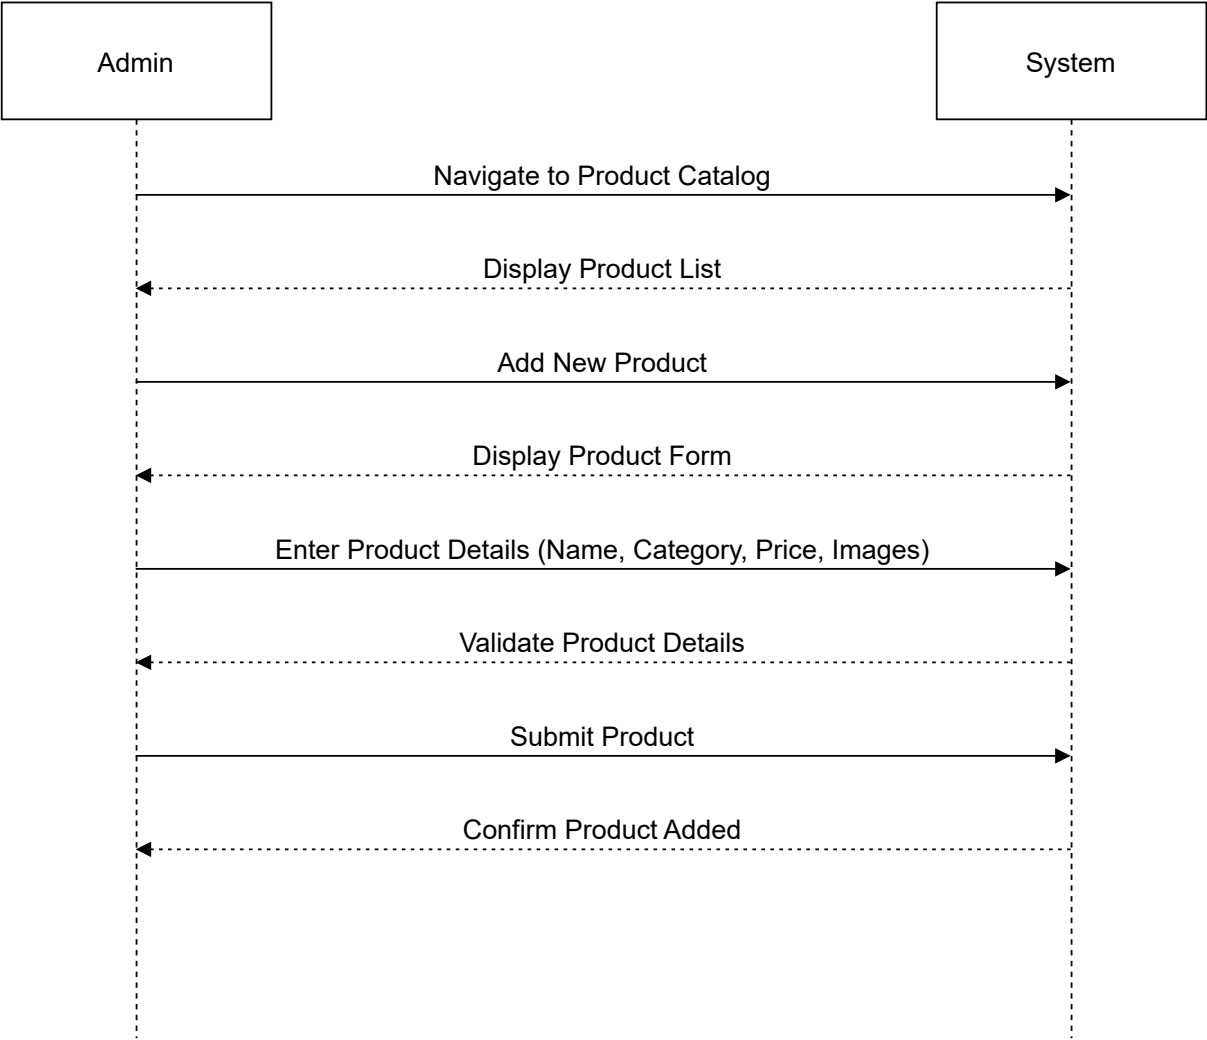 Admin
System
Navigate to Product Catalog
Display Product List
Add New Product
Display Product Form
Enter Product Details (Name, Category, Price, Images)
Validate Product Details
Submit Product
Confirm Product Added